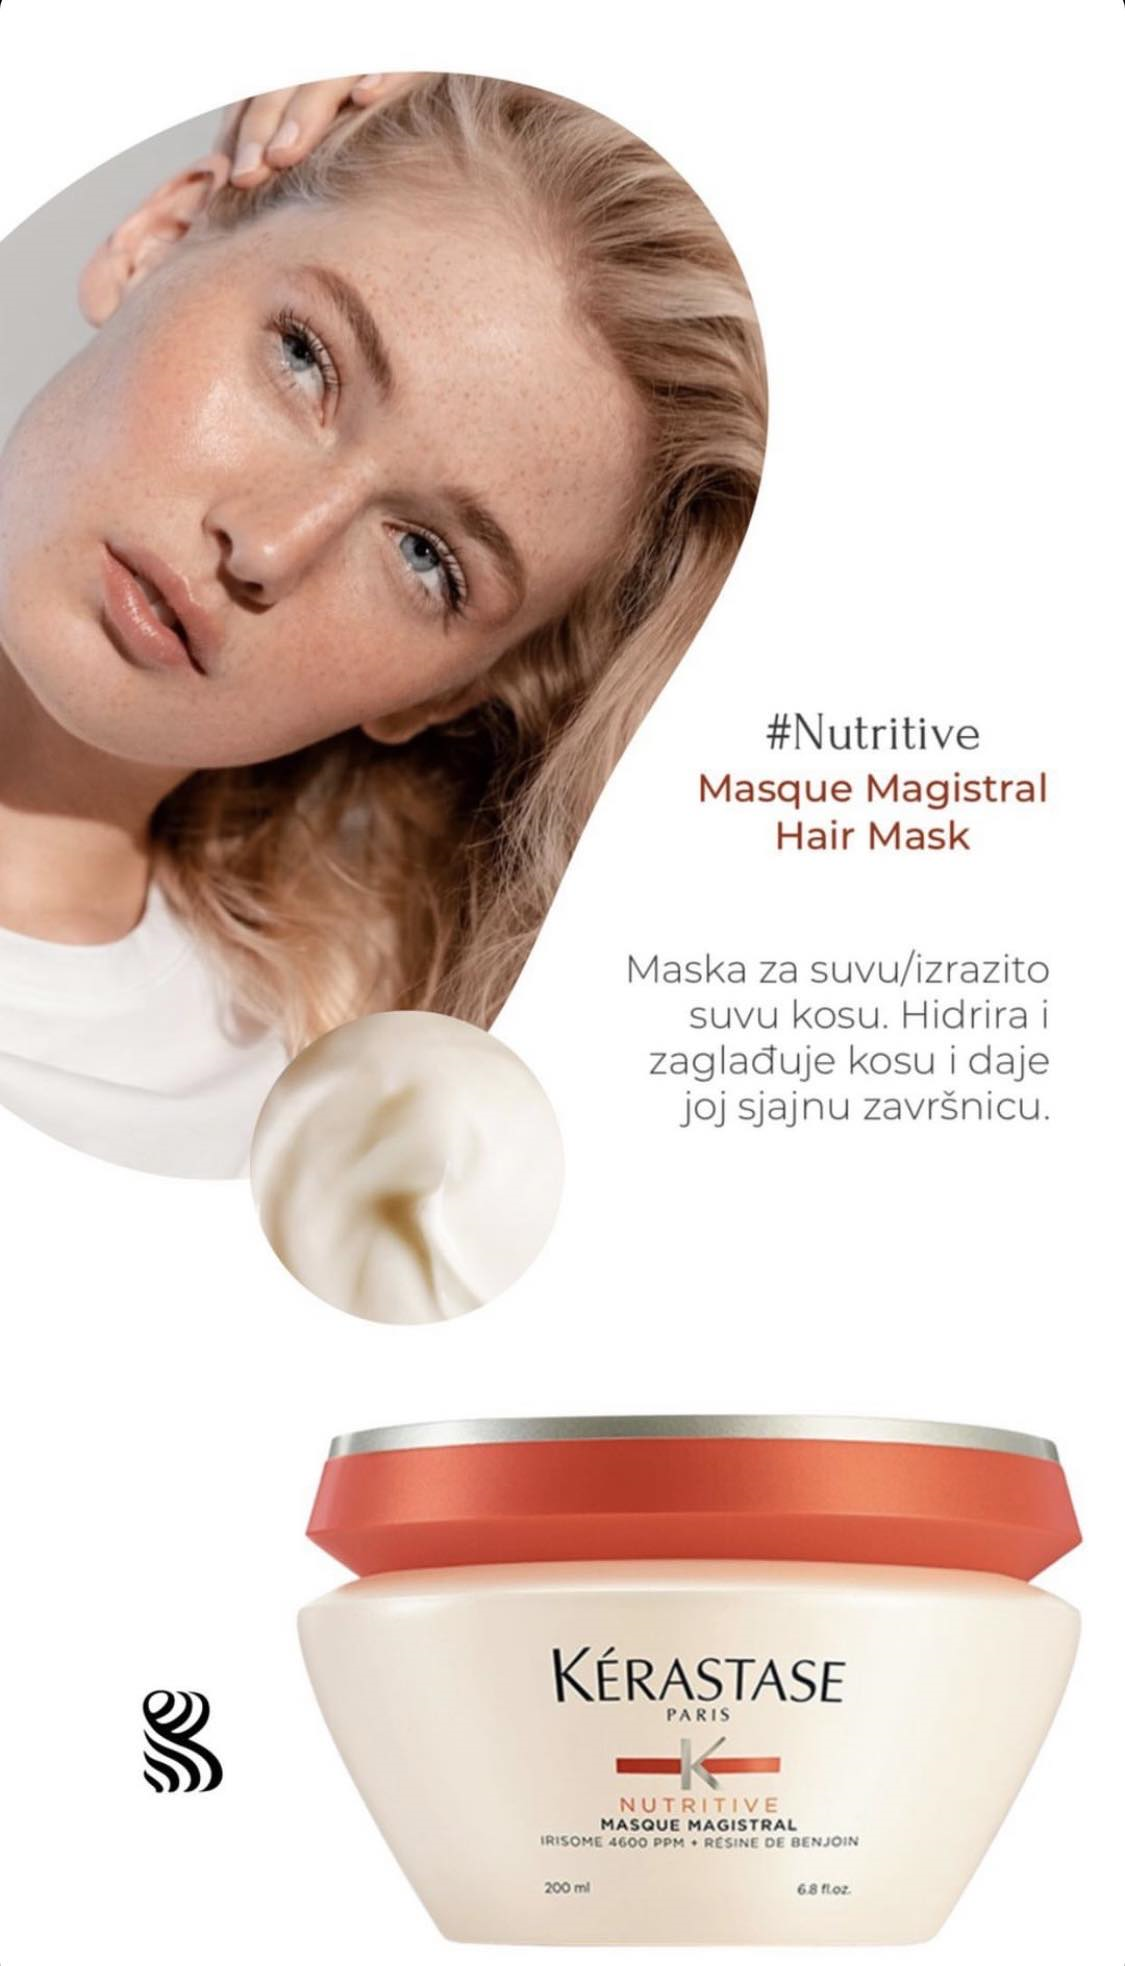 #Nutritive
Masque Magistral
Hair Mask
Maska za suvu/izrazito
suvu kosu. Hidrira i
zaglađuje kosu i daje
joj sjajnu završnicu.
KÉRASTASE
PARIS
K
NUTRITIVE
MASQUE MAGISTRAL
IRISOME 4600 PPM + RÉSINE DE BENJOIN
200 ml 6.8 fl.oz.